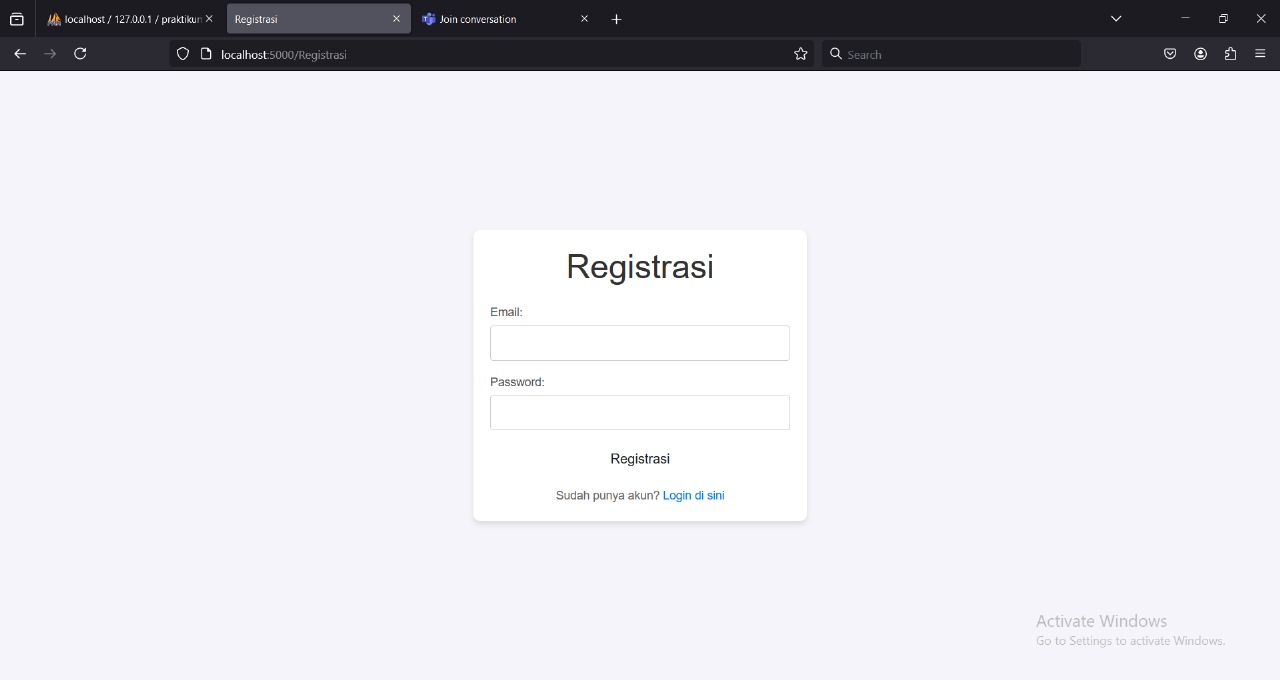 localhost / 127.0.0.1 / praktikun
Registrasi
Join conversation
localhost:5000/Registrasi
Search
Registrasi
Email:
Password:
Registrasi
Sudah punya akun? Login di sini
Activate Windows
Go to Settings to activate Windows.